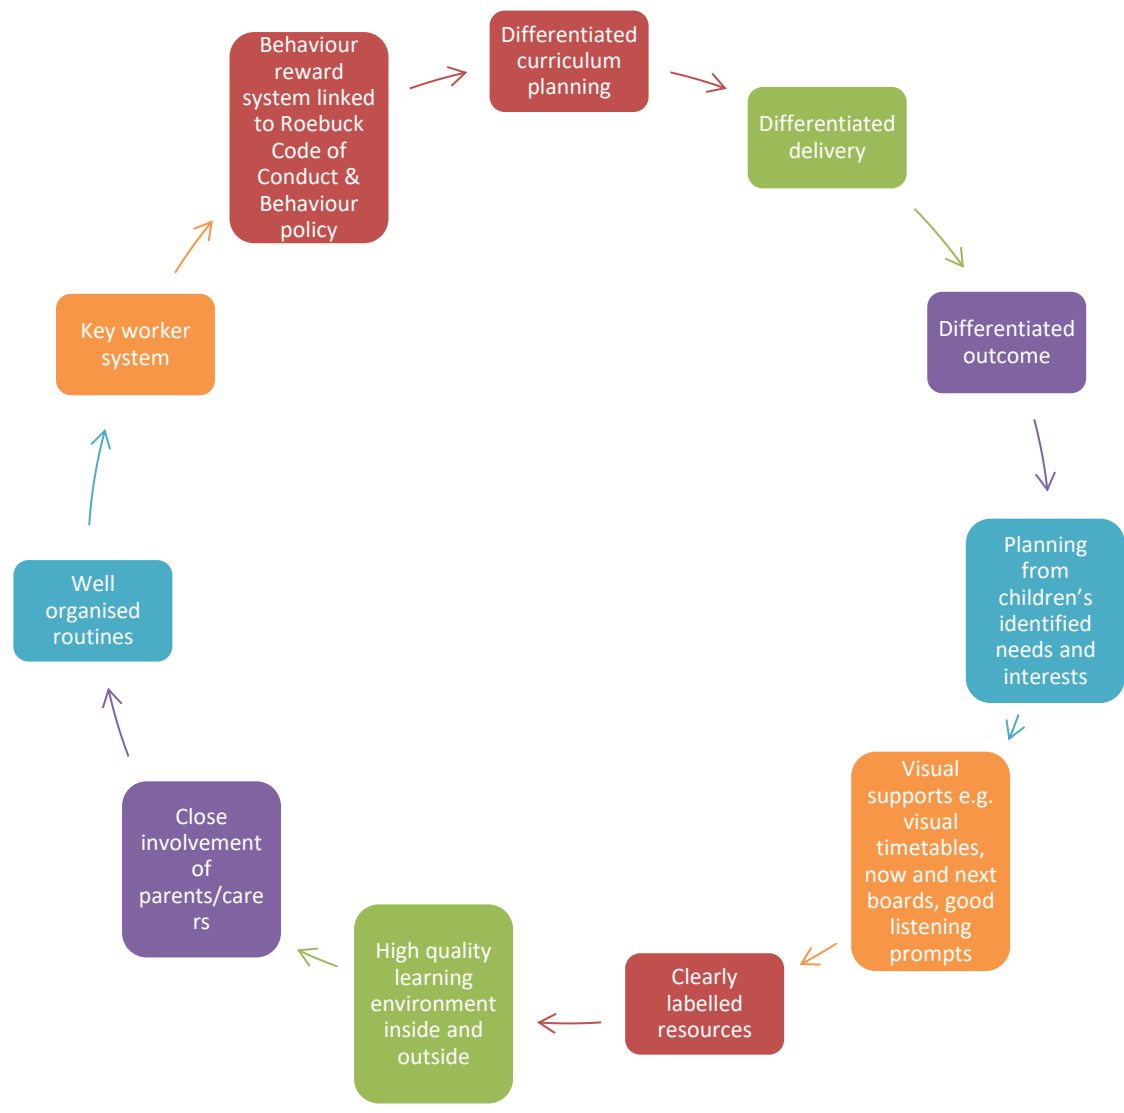 Differentiated
curriculum
planning
Differentiated
delivery
Differentiated
outcome
Planning
from
children’s
identified
needs and
interests
Visual
supports e.g.
visual
timetables,
now and next
boards, good
listening
prompts
Clearly
labelled
resources
High quality
learning
environment
inside and
outside
Close
involvement
of
parents/care
rs
Well
organised
routines
Key worker
system
Behaviour
reward
system linked
to Roebuck
Code of
Conduct &
Behaviour
policy